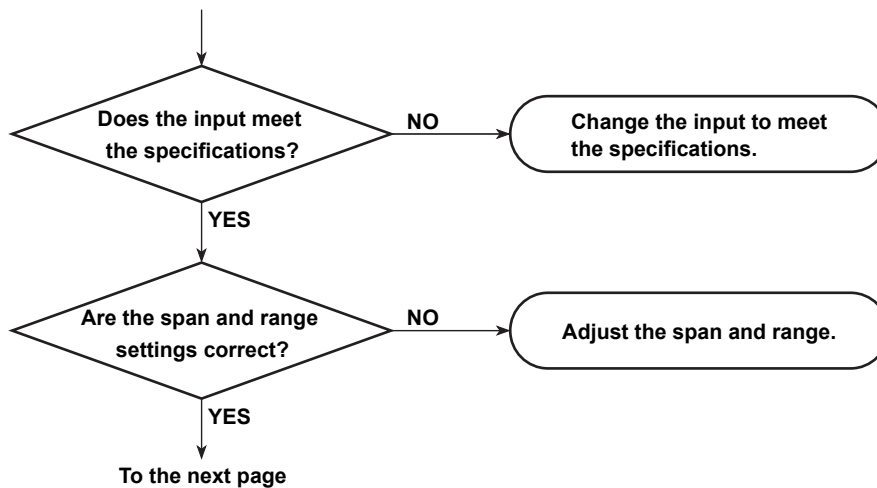 Does the input meet
the specifications?
NO
Change the input to meet
the specifications.
YES
Are the span and range
settings correct?
NO
Adjust the span and range.
YES
To the next page